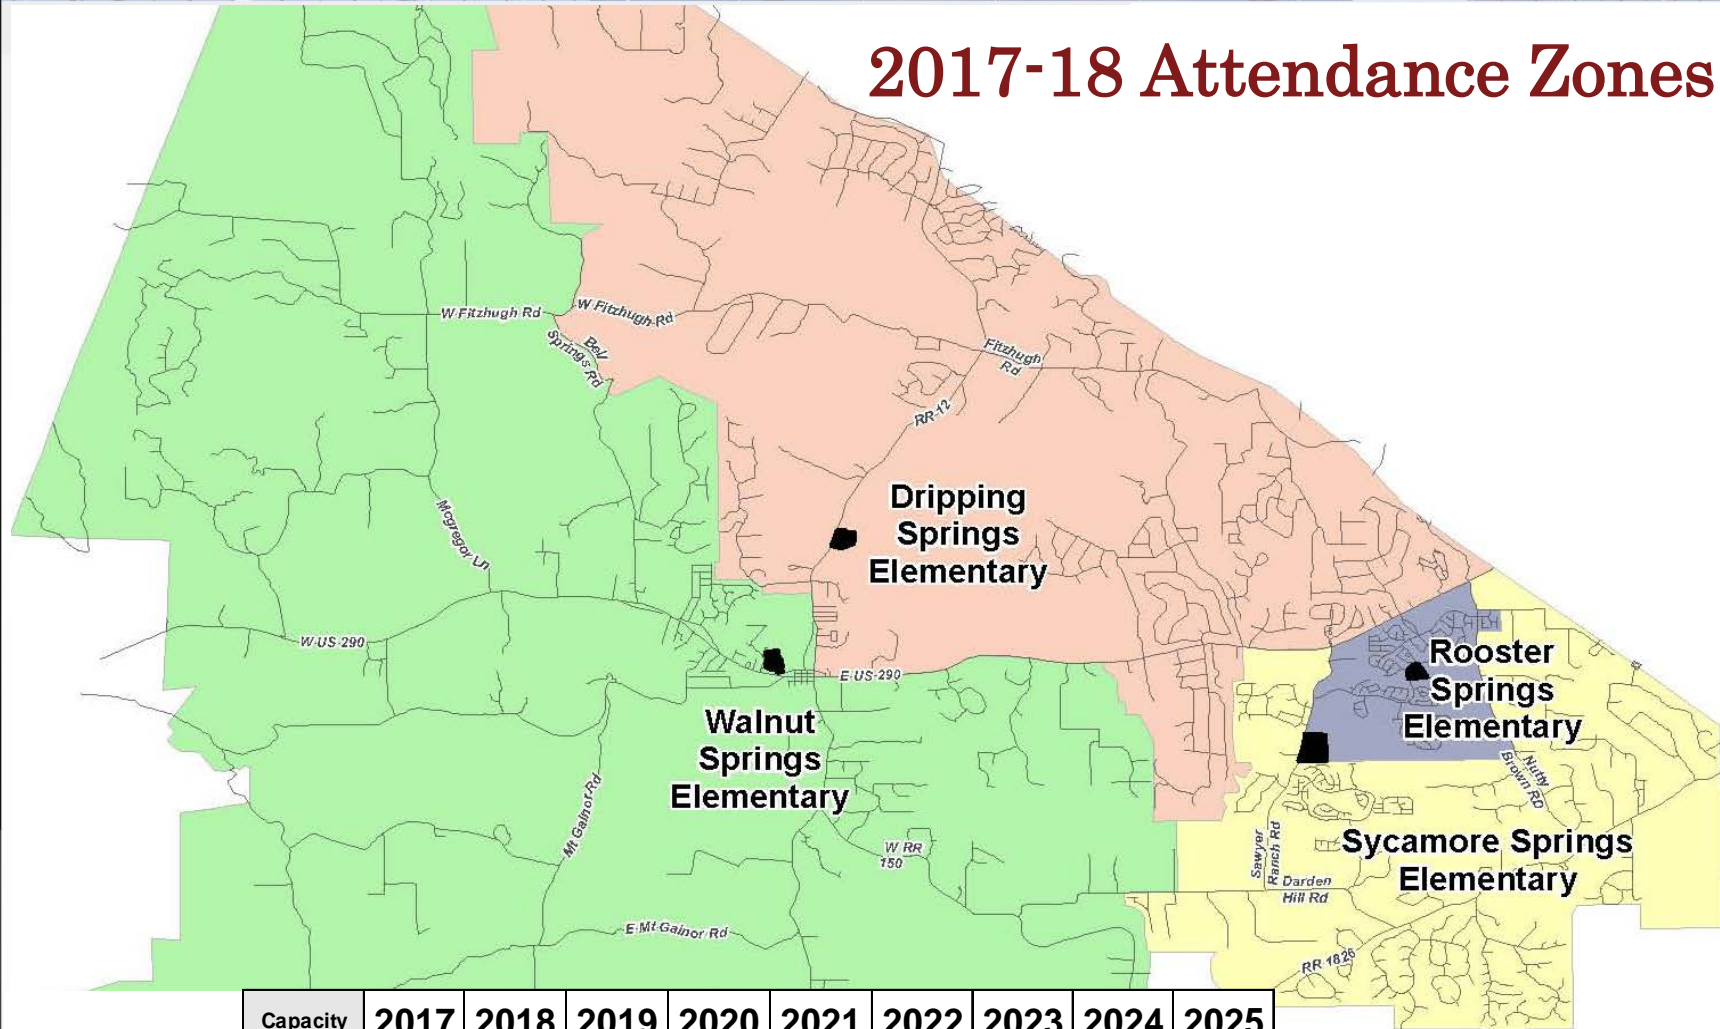 2017-18 Attendance Zones
W Fitzhugh Rd
W Fitzhugh Rd
Bell
Springs Rd
Fitzhugh
Rd
RR 12
Dripping
Springs
Elementary
Mcgregor Ln
W US 290
E US 290
Rooster
Springs
Elementary
Walnut
Springs
Elementary
Nutty
Brown RD
Mt Gainor Rd
W RR
150
Sawyer
Ranch Rd
Sycamore Springs
Elementary
Darden
Hill Rd
E Mt Gainor Rd
RR 1826
Capacity 2017 2018 2019 2020 2021 2022 2023 2024 2025